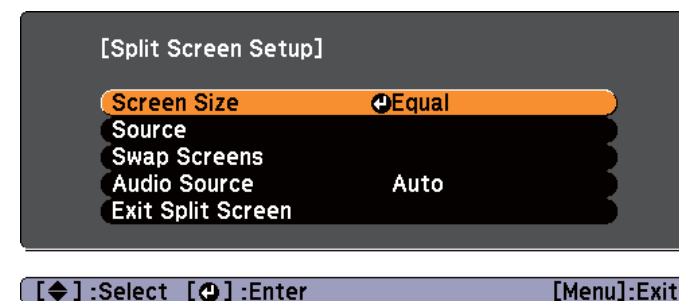 [Split Screen Setup]
Screen Size Equal
Source
Swap Screens
Audio Source Auto
Exit Split Screen
[◆] :Select [⏎] :Enter [Menu]:Exit